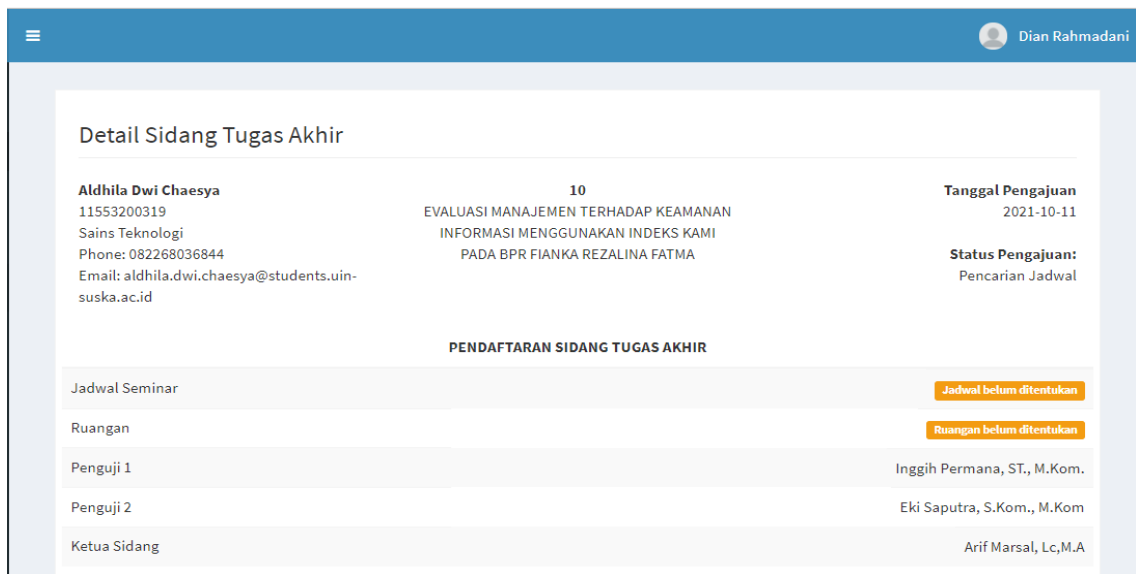 Dian Rahmadani
Detail Sidang Tugas Akhir
Aldhila Dwi Chaesya
11553200319
Sains Teknologi
Phone: 082268036844
Email: aldhila.dwi.chaesya@students.uin-
suska.ac.id
10
EVALUASI MANAJEMEN TERHADAP KEAMANAN
INFORMASI MENGGUNAKAN INDEKS KAMI
PADA BPR FIANKA REZALINA FATMA
Tanggal Pengajuan
2021-10-11
Status Pengajuan:
Pencarian Jadwal
PENDAFTARAN SIDANG TUGAS AKHIR
Jadwal Seminar Jadwal belum ditentukan
Ruangan Ruangan belum ditentukan
Penguji 1 Inggih Permana, ST., M.Kom.
Penguji 2 Eki Saputra, S.Kom., M.Kom
Ketua Sidang Arif Marsal, Lc,M.A